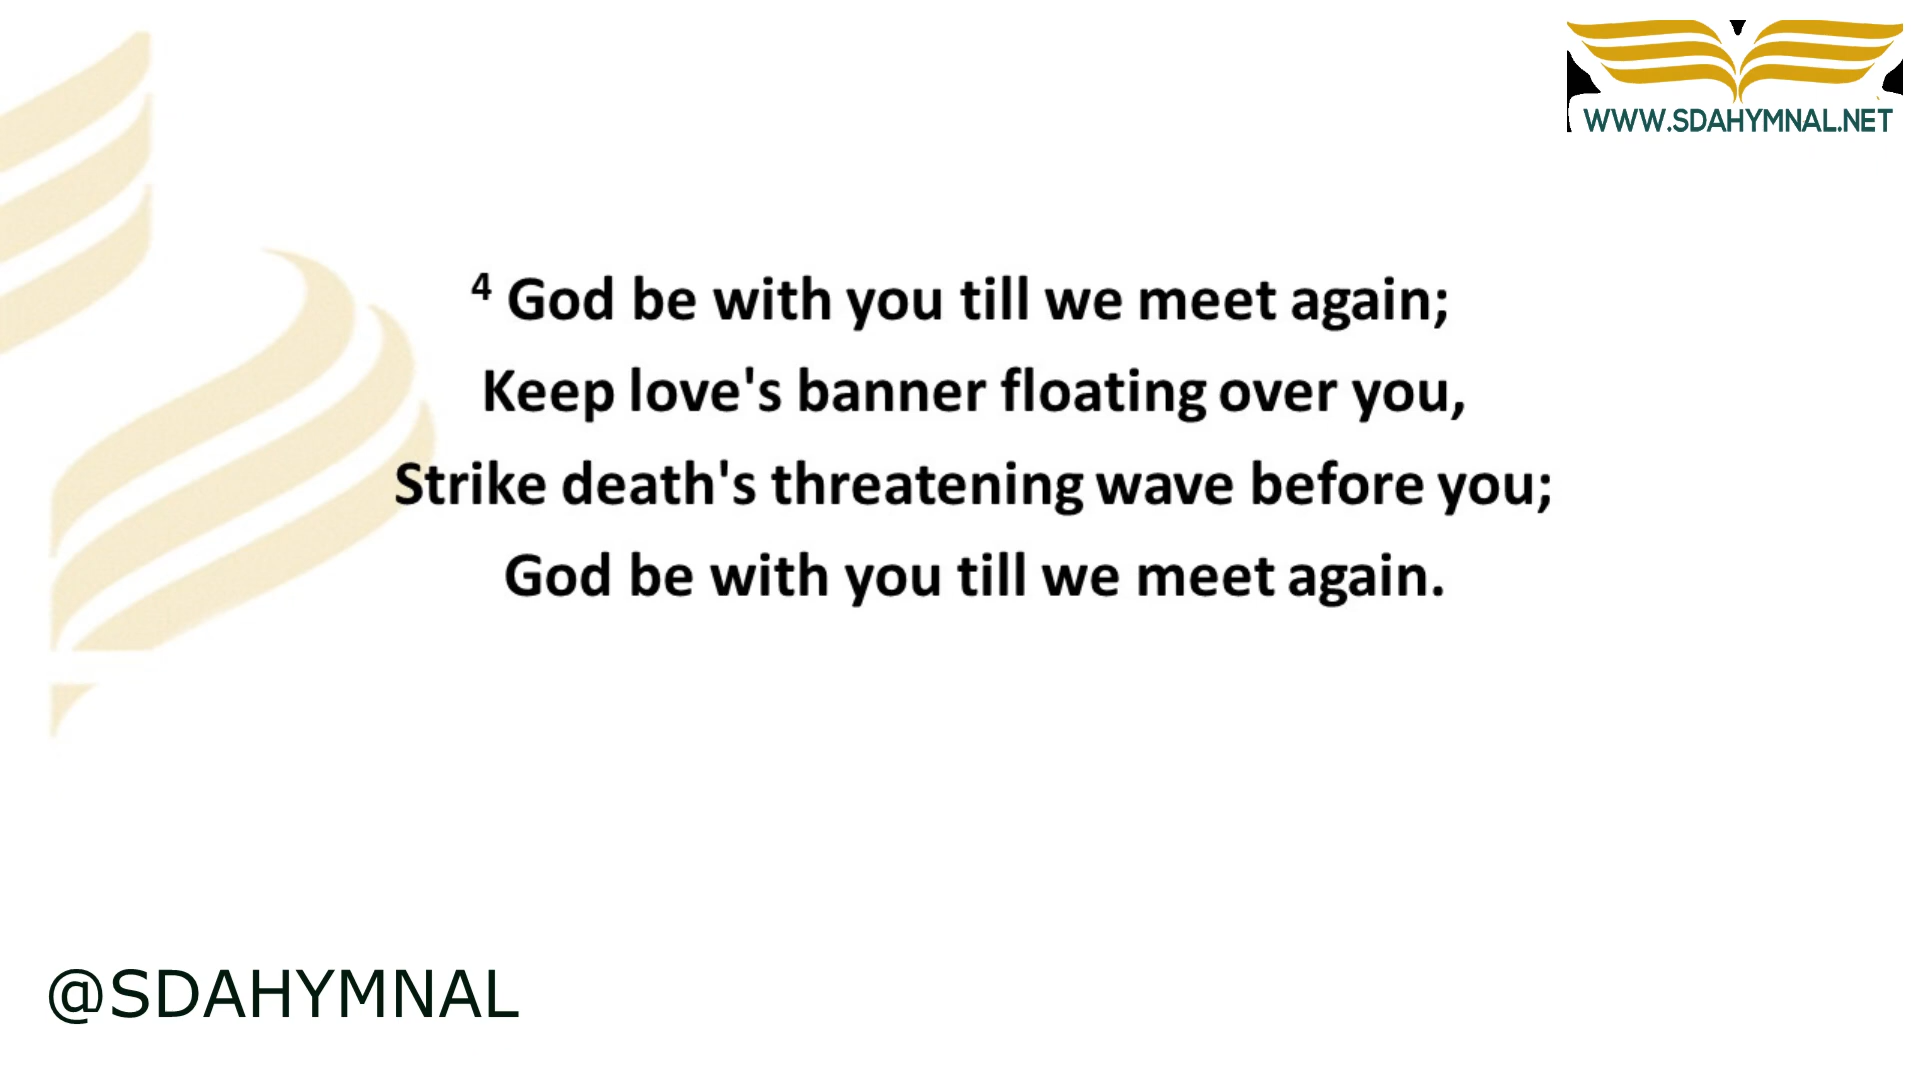 WWW.SDAHYMNAL.NET
4 God be with you till we meet again;
Keep love's banner floating over you,
Strike death's threatening wave before you;
God be with you till we meet again.
@SDAHYMNAL